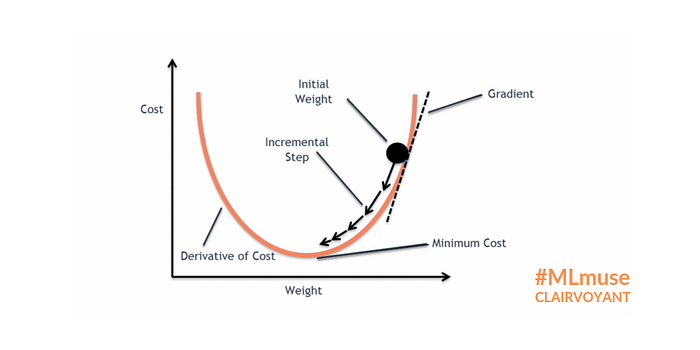 Initial
Weight
Gradient
Cost
Incremental
Step
Minimum Cost
Derivative of Cost
Weight
#MLmuse
CLAIRVOYANT